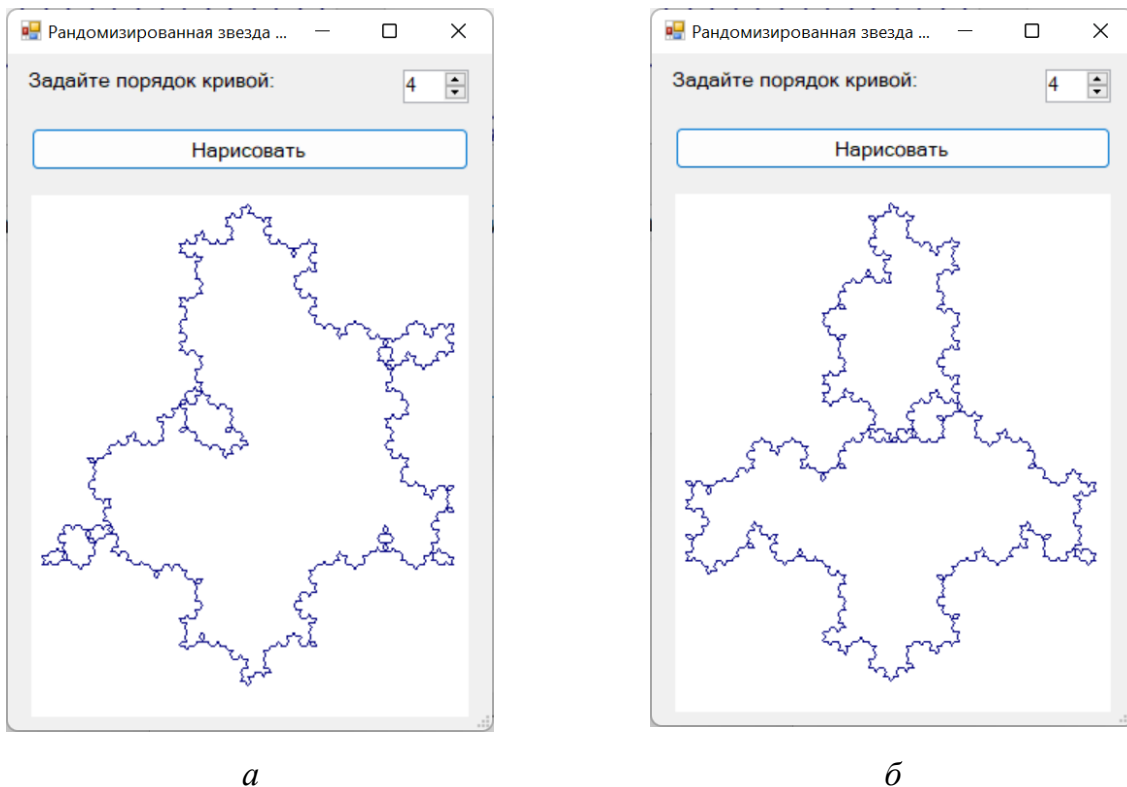 Рандомизированная звезда ...
Задайте порядок кривой:
4
Нарисовать
а
Рандомизированная звезда ...
Задайте порядок кривой:
4
Нарисовать
б